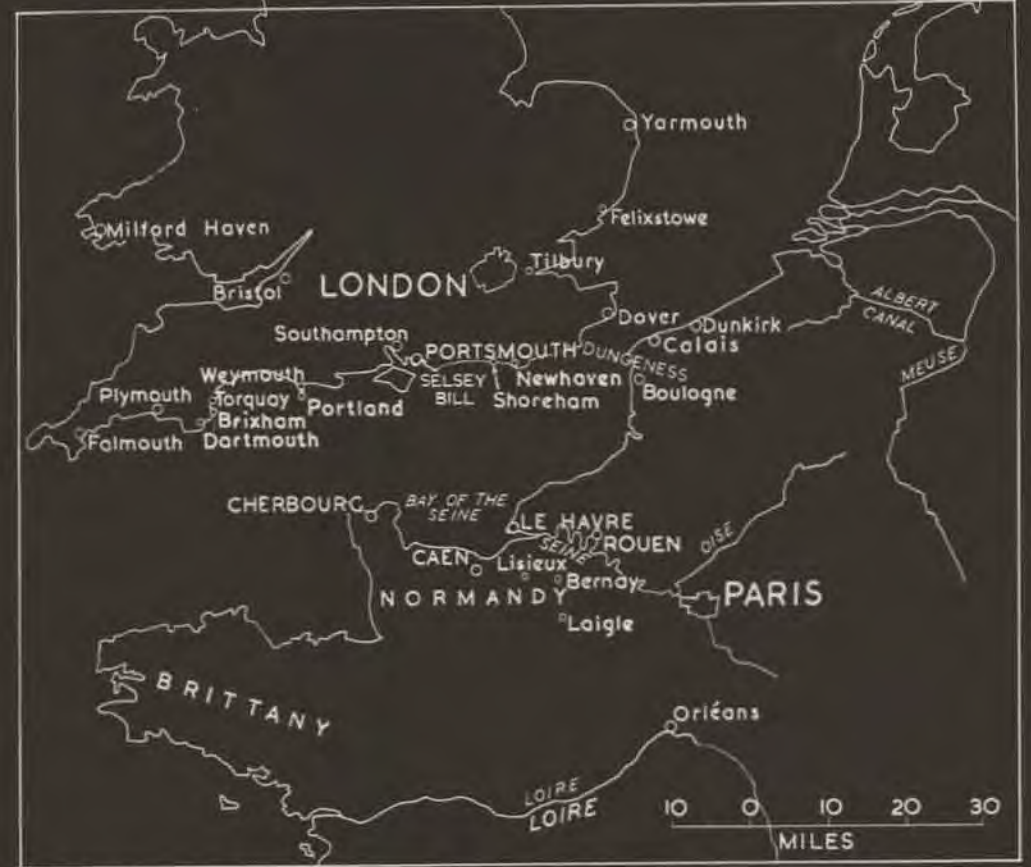 Yarmouth
Felixstowe
Milford Haven
Tilbury
Bristol
LONDON
ALBERT
CANAL
Dover
Dunkirk
Southampton
Calais
PORTSMOUTH
DUNGENESS
MEUSE
Weymouth
SELSEY
BILL
Newhaven
Boulogne
Plymouth
Torquay
Portland
Shoreham
Brixham
Falmouth
Dartmouth
CHERBOURG
BAY OF THE
SEINE
LE HAVRE
SEINE
ROUEN
OISE
CAEN
Lisieux
Bernay
NORMANDY
PARIS
Laigle
BRITTANY
Orléans
LOIRE
LOIRE
10 0 10 20 30
MILES